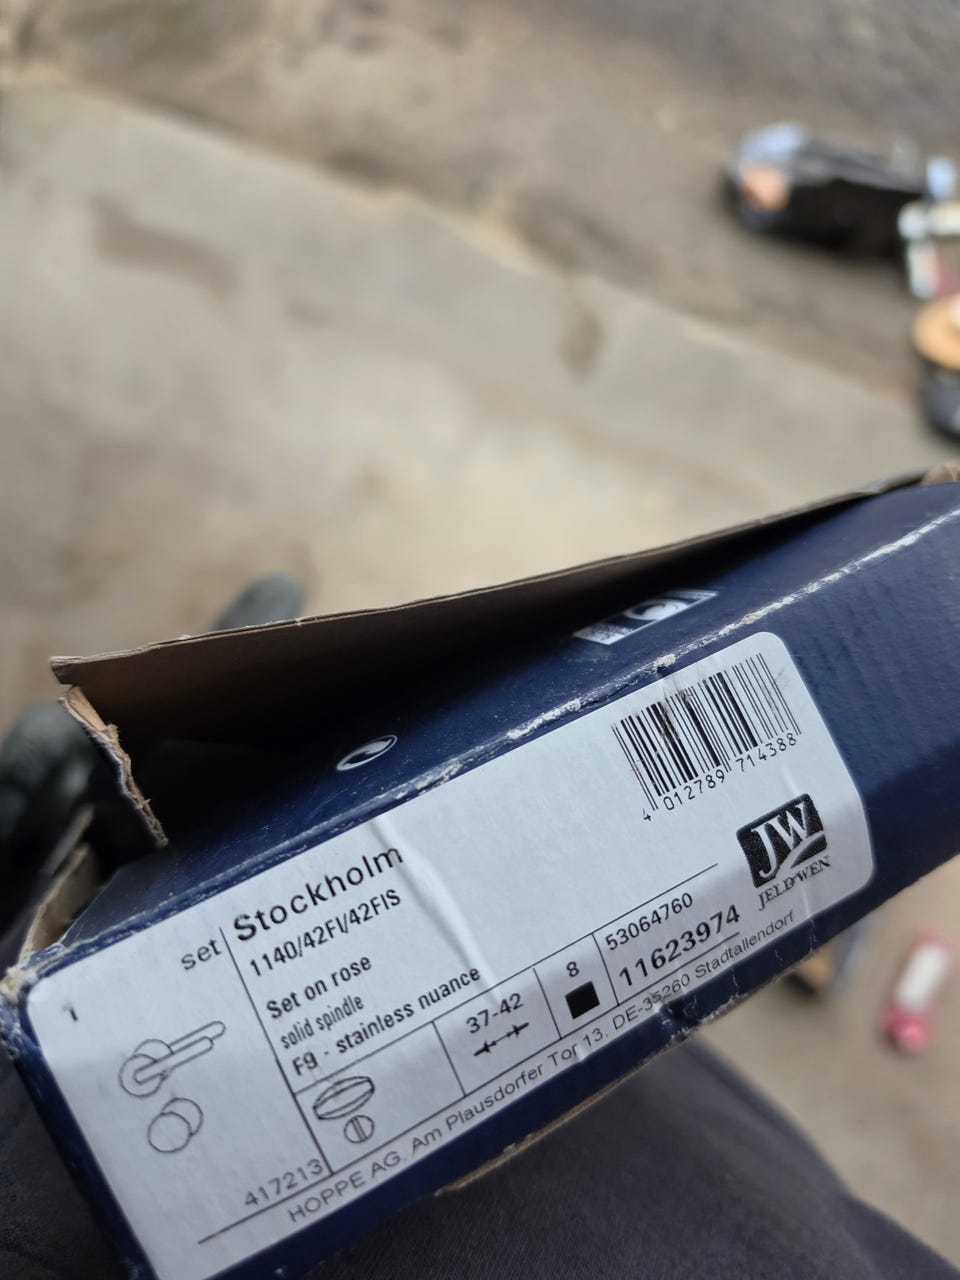 1 set
Stockholm
1140/42FI/42FIS
Set on rose
solid spindle
F9 - stainless nuance
37-42
8
53064760
11623974
417213
HOPPE AG, Am Plausdorfer Tor 13, DE-35260 Stadtallendorf
4 012789 714388
JW
JELD WEN